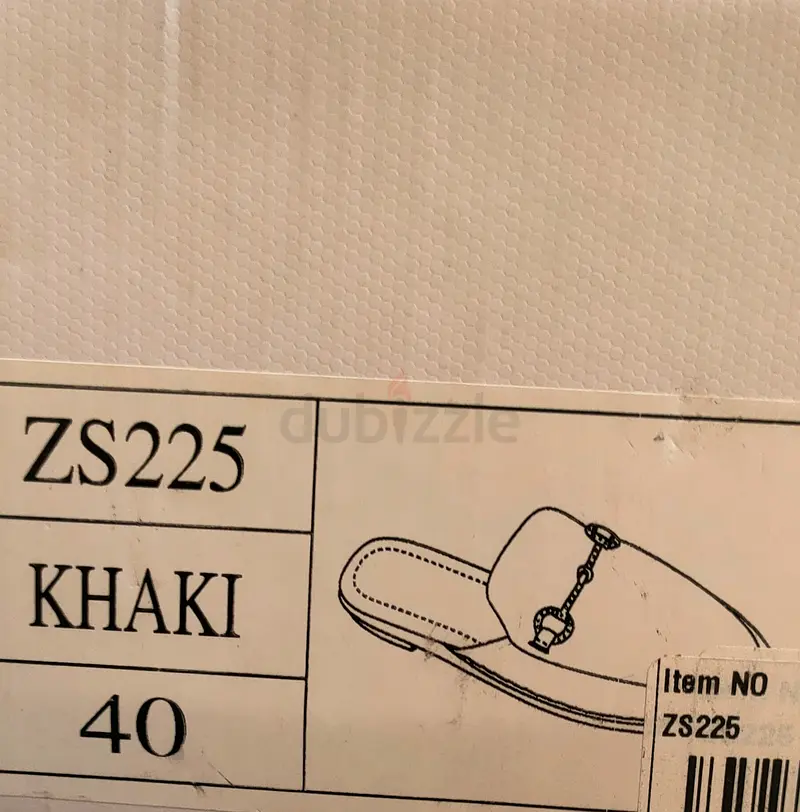 dubizzle
ZS225
KHAKI
40
Item NO
ZS225